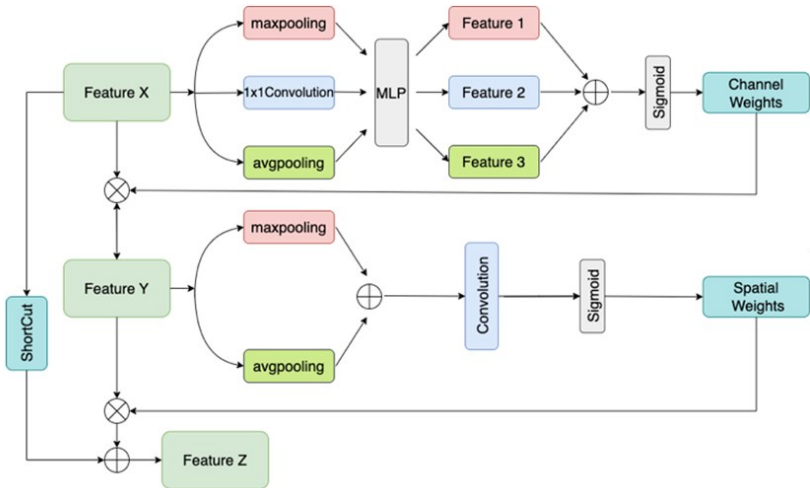 maxpooling
Feature 1
Feature X
1x1Convolution
MLP
Feature 2
Sigmoid
Channel
Weights
avgpooling
Feature 3
maxpooling
Feature Y
Convolution
Sigmoid
Spatial
Weights
ShortCut
avgpooling
Feature Z